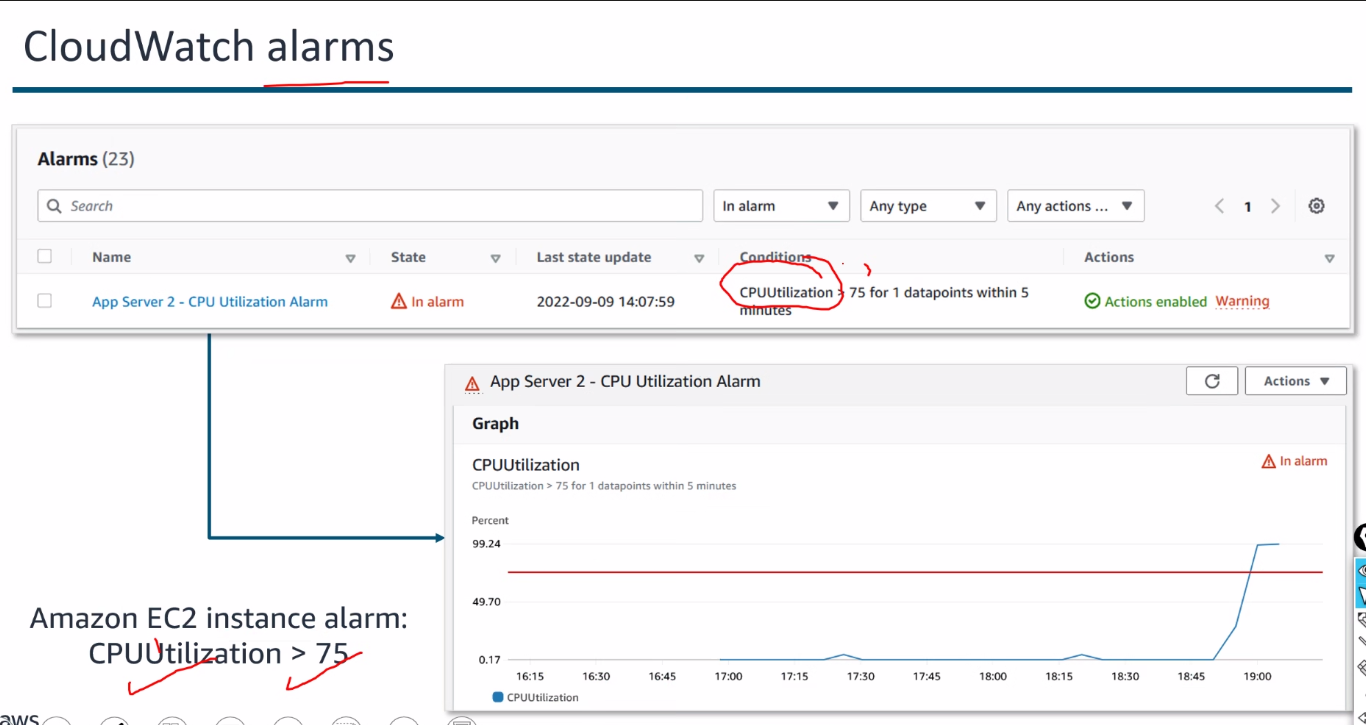 CloudWatch alarms
Alarms (23)
Search
In alarm
Any type
Any actions ...
1
Name
State
Last state update
Conditions
Actions
App Server 2 - CPU Utilization Alarm
In alarm
2022-09-09 14:07:59
CPUUtilization > 75 for 1 datapoints within 5
minutes
Actions enabled
Warning
App Server 2 - CPU Utilization Alarm
Actions
Graph
CPUUtilization
In alarm
CPUUtilization > 75 for 1 datapoints within 5 minutes
Percent
99.24
49.70
0.17
16:15 16:30 16:45 17:00 17:15 17:30 17:45 18:00 18:15 18:30 18:45 19:00
CPUUtilization
Amazon EC2 instance alarm:
CPUUtilization > 75
aws